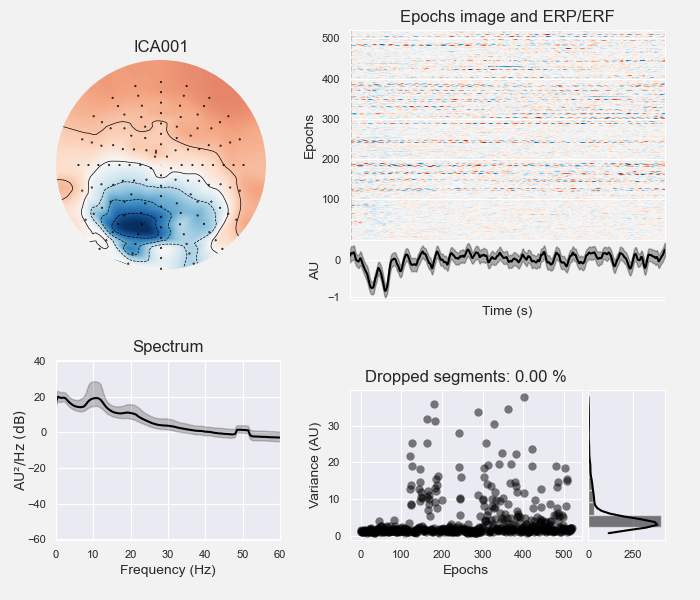 ICA001
Epochs image and ERP/ERF
Epochs
500
400
300
200
100
AU
0
−1
Time (s)
Spectrum
AU²/Hz (dB)
40
20
0
−20
−40
−60
0 10 20 30 40 50 60
Frequency (Hz)
Dropped segments: 0.00 %
Variance (AU)
30
20
10
0
0 100 200 300 400 500
Epochs
0 250